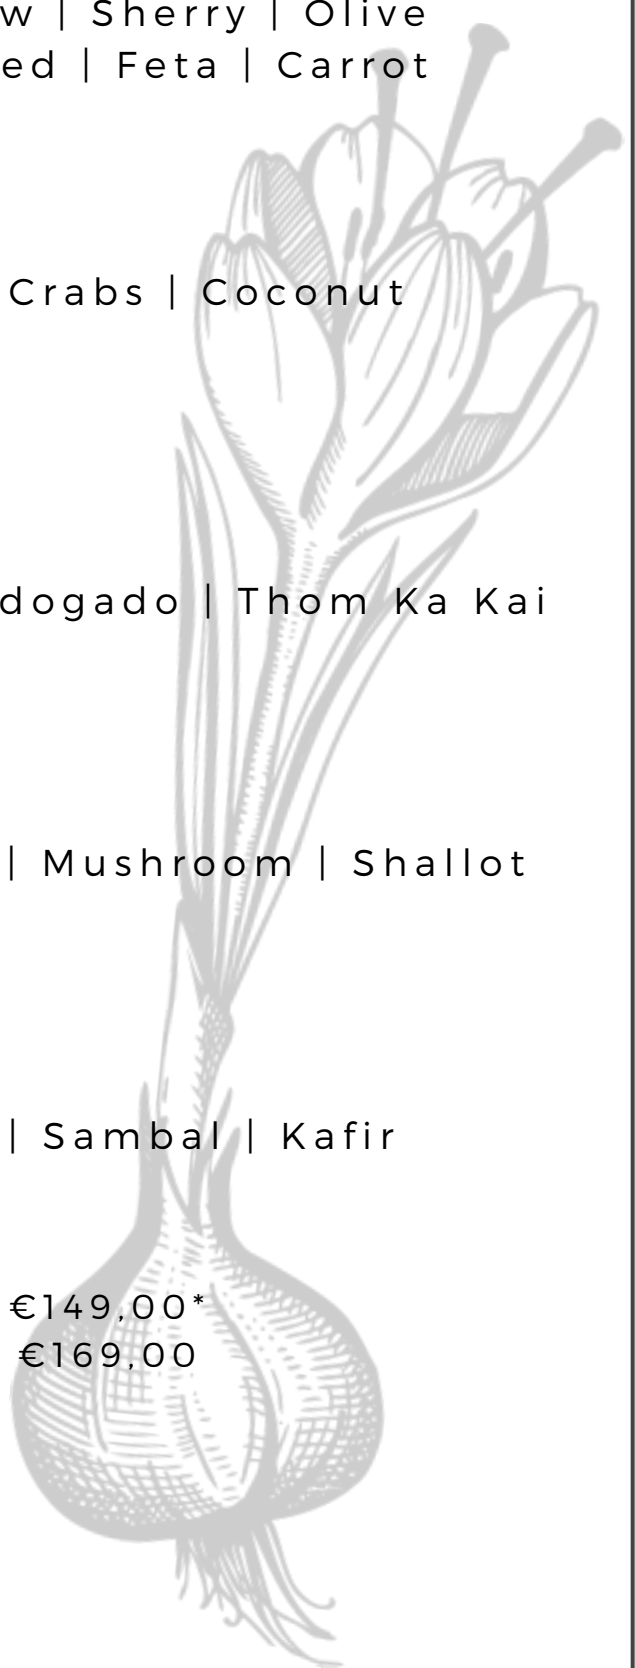 w | Sherry | Olive
ed | Feta | Carrot
Crabs | Coconut
dogado | Thom Ka Kai
| Mushroom | Shallot
| Sambal | Kafir
€149,00*
€169,00